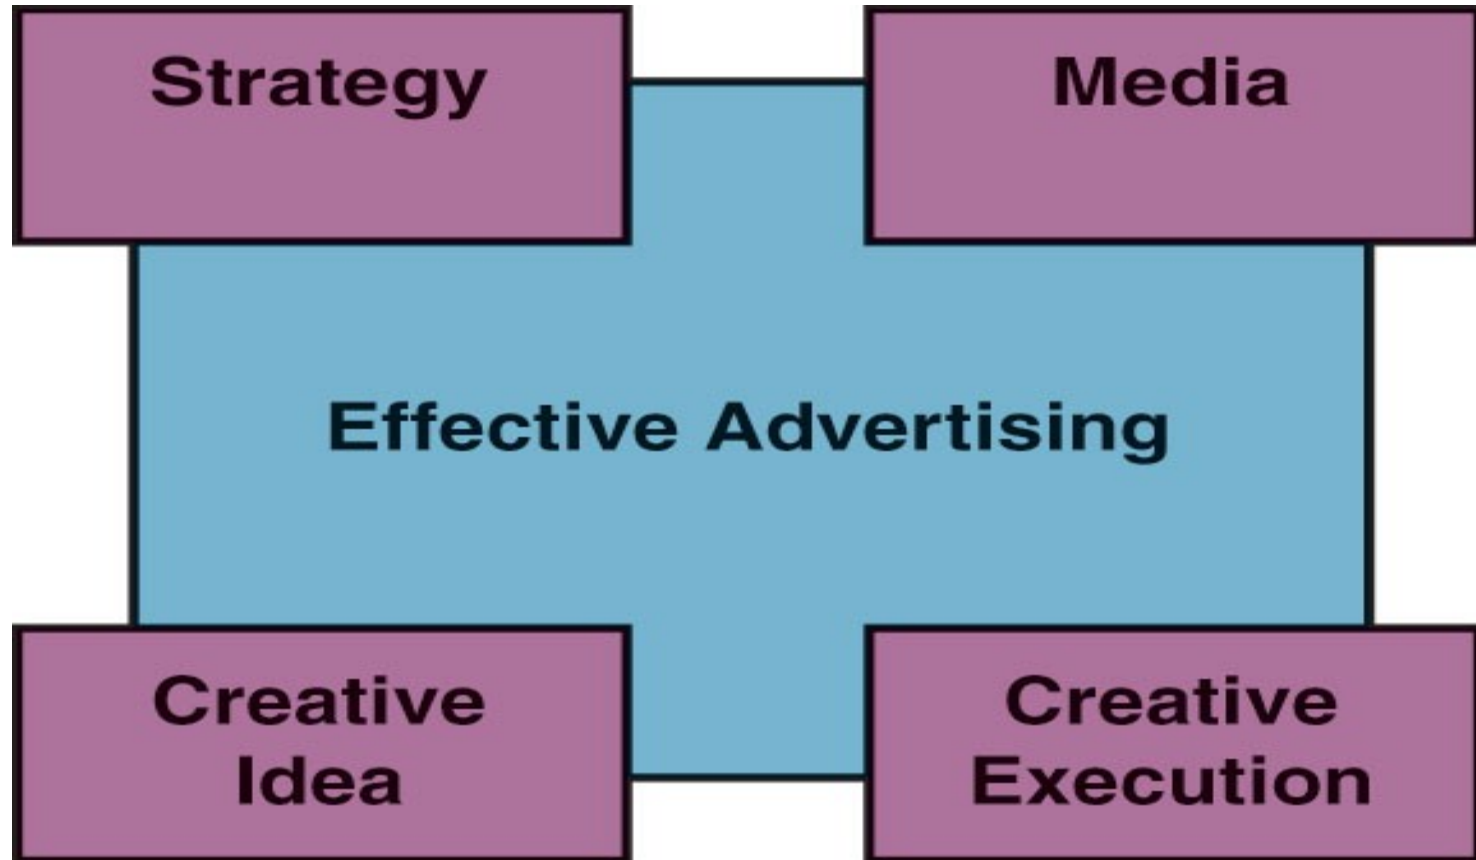 Strategy
Media
Effective Advertising
Creative
Idea
Creative
Execution